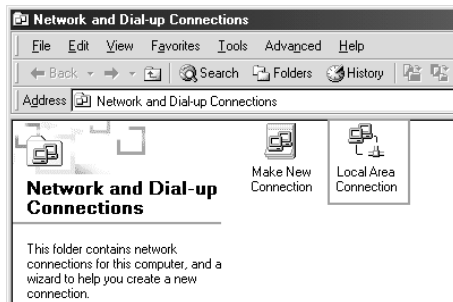 Network and Dial-up Connections
File Edit View Favorites Tools Advanced Help
Back Search Folders History
Address Network and Dial-up Connections
Make New Connection
Local Area Connection
Network and Dial-up
Connections
This folder contains network
connections for this computer, and a
wizard to help you create a new
connection.